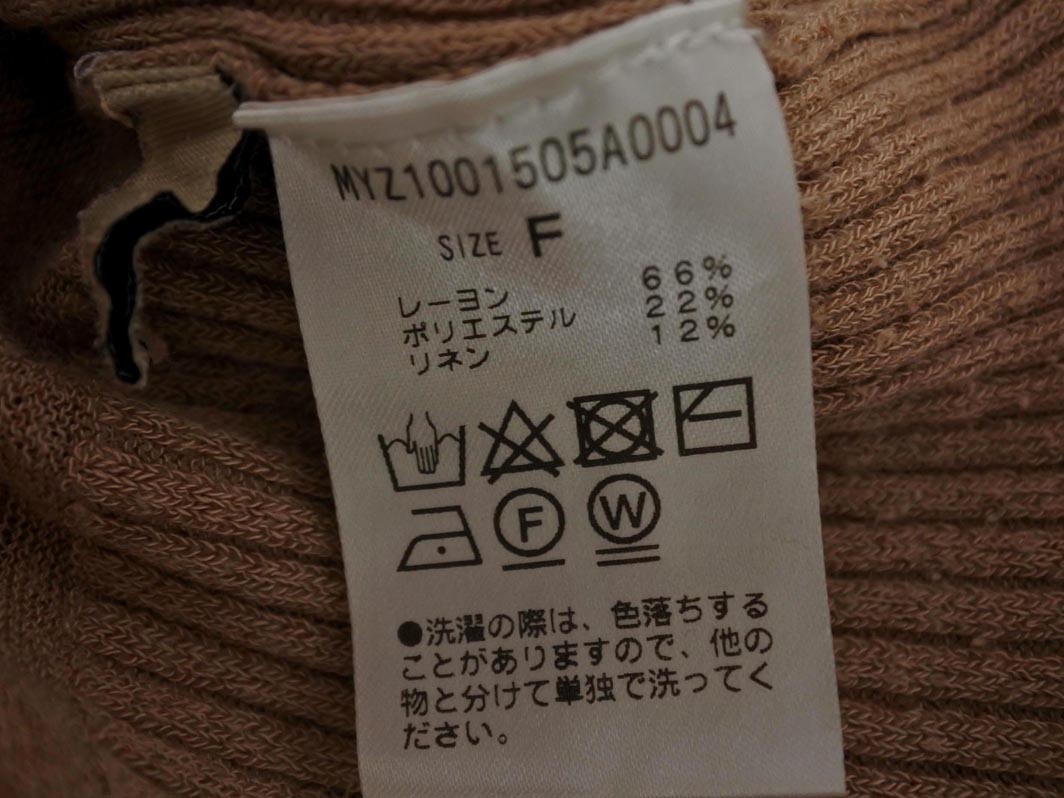 MYZ1001505A0004
SIZE F
レーヨン 66%
ポリエステル 22%
リネン 12%
F W
●洗濯の際は、色落ちする
ことがありますので、他の
物と分けて単独で洗ってく
ださい。